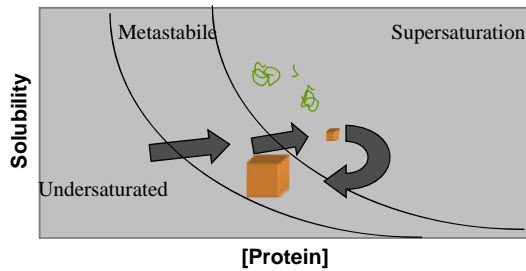 Metastabile
Supersaturation
Solubility
Undersaturated
[Protein]